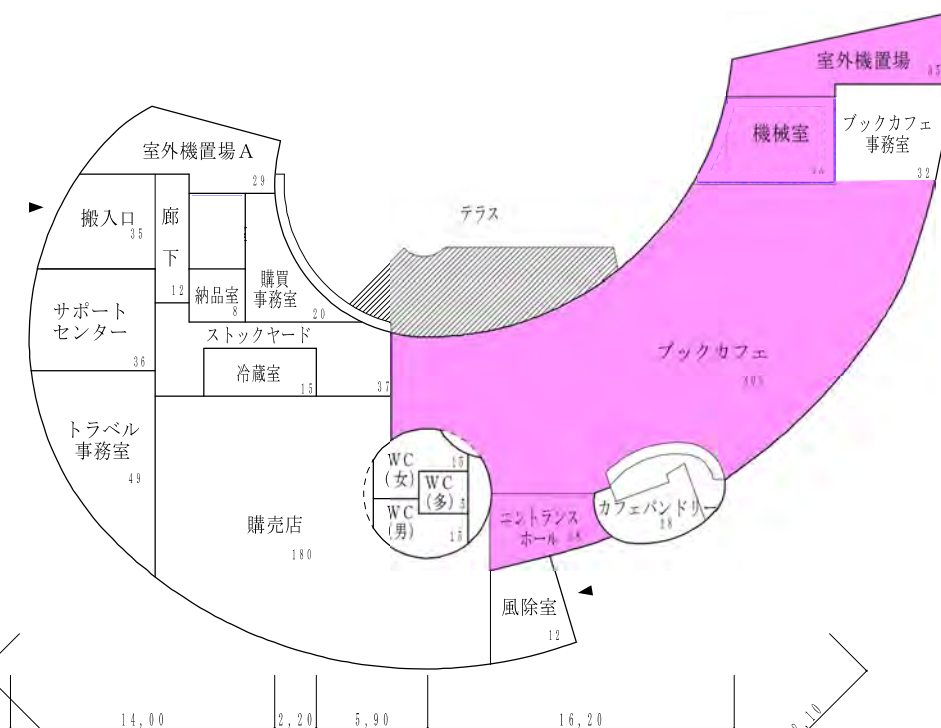 室外機置場
35
機械室
ブックカフェ
事務室
32
室外機置場A
29
搬入口
35
廊
下
12
納品室
8
購買
事務室
20
テラス
サポート
センター
36
ストックヤード
37
冷蔵室
15
ブックカフェ
トラベル
事務室
49
WC
(女)
15
WC
(多)
WC
(男)
15
カフェパンドリー
28
購売店
180
エントランス
ホール
風除室
12
14,00
2,20
5,90
16,20